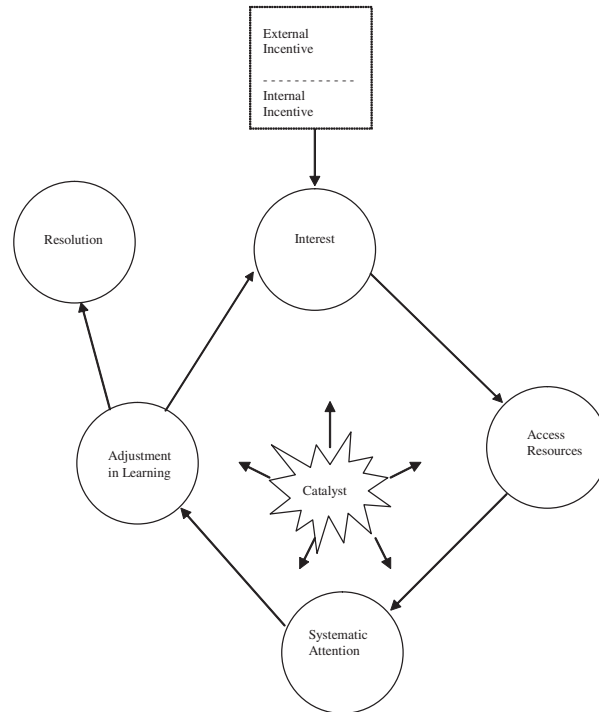 External
Incentive
Internal
Incentive
Resolution
Interest
Access
Resources
Adjustment
in Learning
Catalyst
Systematic
Attention